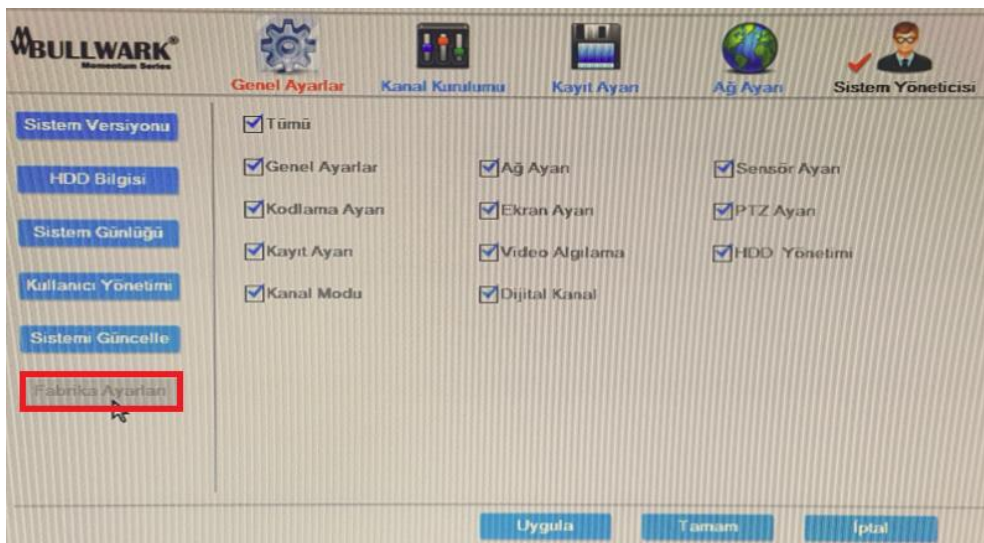 BULLWARK®
Momentum Series
Genel Ayarlar
Kanal Kurulumu
Kayıt Ayarı
Ağ Ayarı
Sistem Yöneticisi
Sistem Versiyonu
HDD Bilgisi
Sistem Günlüğü
Kullanıcı Yönetimi
Sistemi Güncelle
Fabrika Ayarları
Tümü
Genel Ayarlar
Ağ Ayarı
Sensör Ayarı
Kodlama Ayarı
Ekran Ayarı
PTZ Ayarı
Kayıt Ayarı
Video Algılama
HDD Yönetimi
Kanal Modu
Dijital Kanal
Uygula
Tamam
İptal